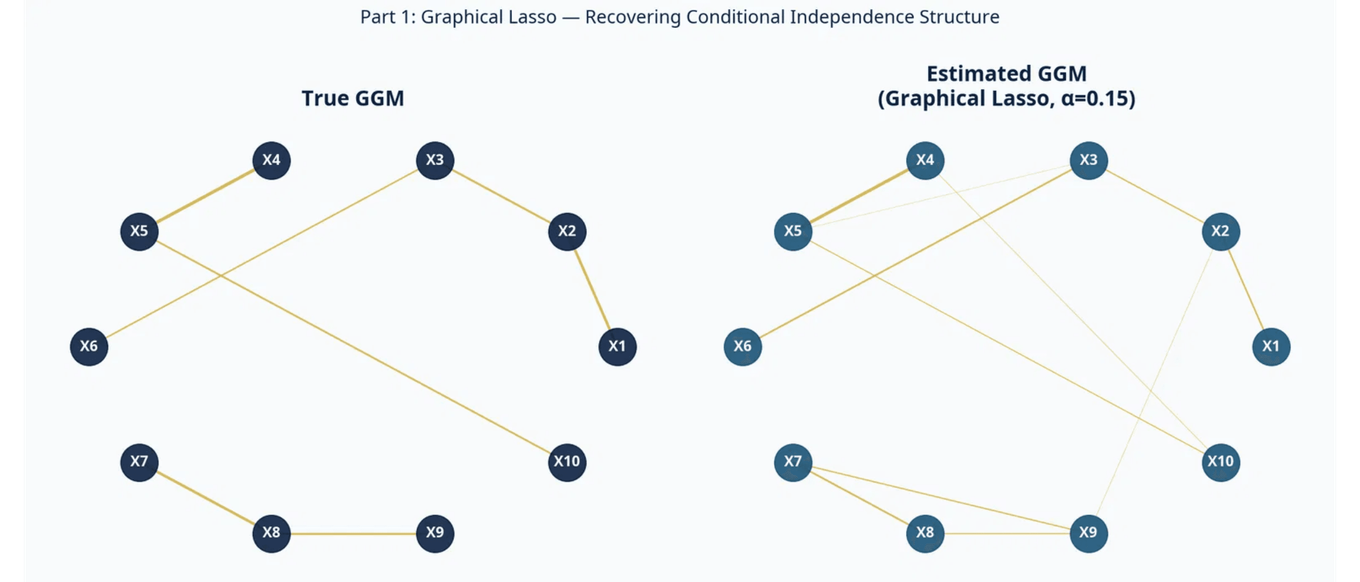 Part 1: Graphical Lasso — Recovering Conditional Independence Structure
True GGM
X4
X3
X5
X2
X6
X1
X7
X10
X8
X9
Estimated GGM
(Graphical Lasso, α=0.15)
X4
X3
X5
X2
X6
X1
X7
X10
X8
X9